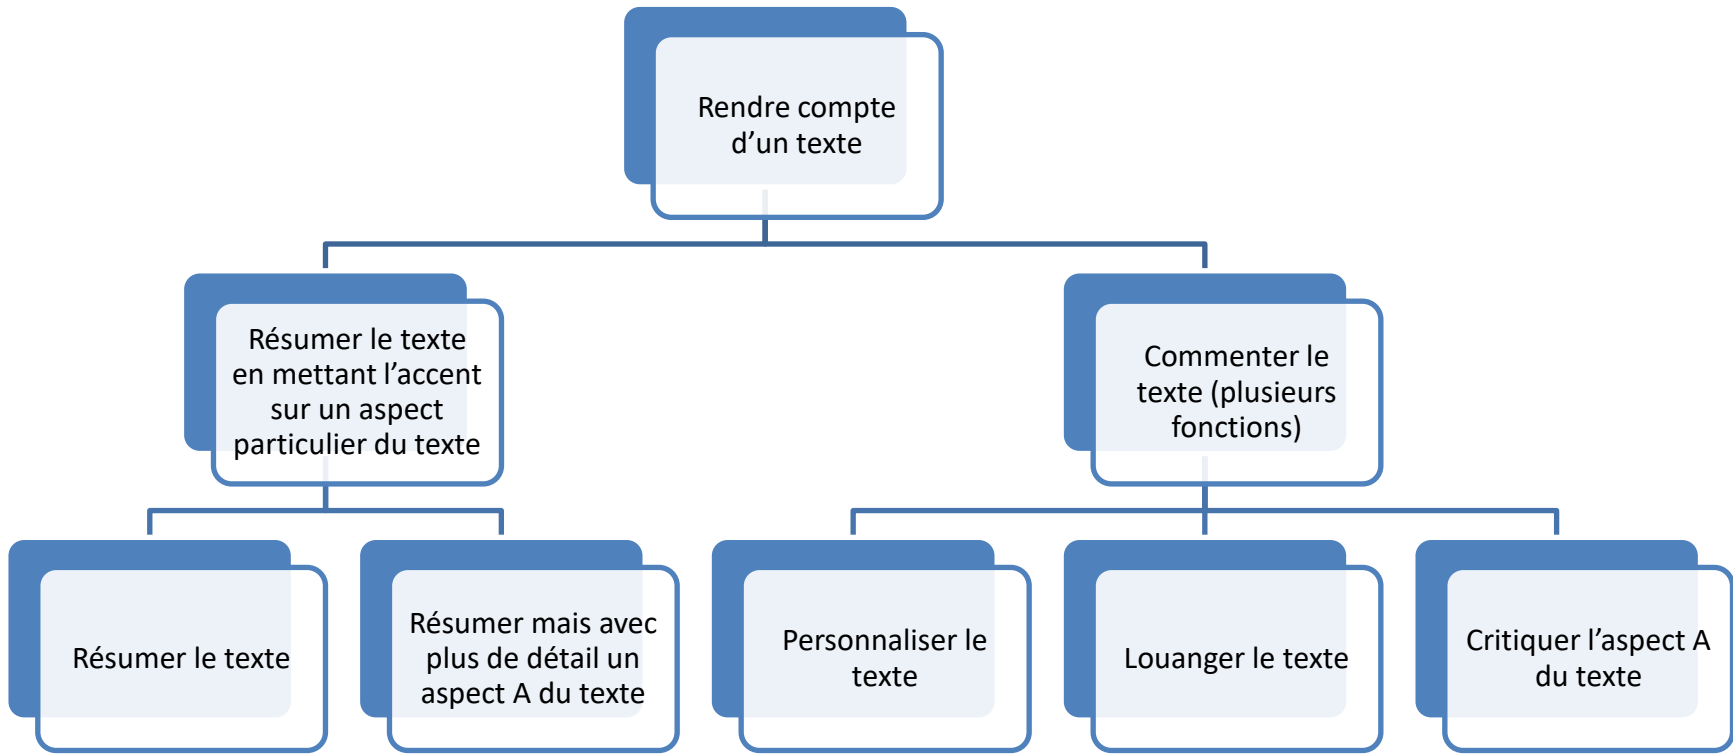 Rendre compte
d’un texte
Résumer le texte
en mettant l’accent
sur un aspect
particulier du texte
Commenter le
texte (plusieurs
fonctions)
Résumer le texte
Résumer mais avec
plus de détail un
aspect A du texte
Personnaliser le
texte
Louanger le texte
Critiquer l’aspect A
du texte